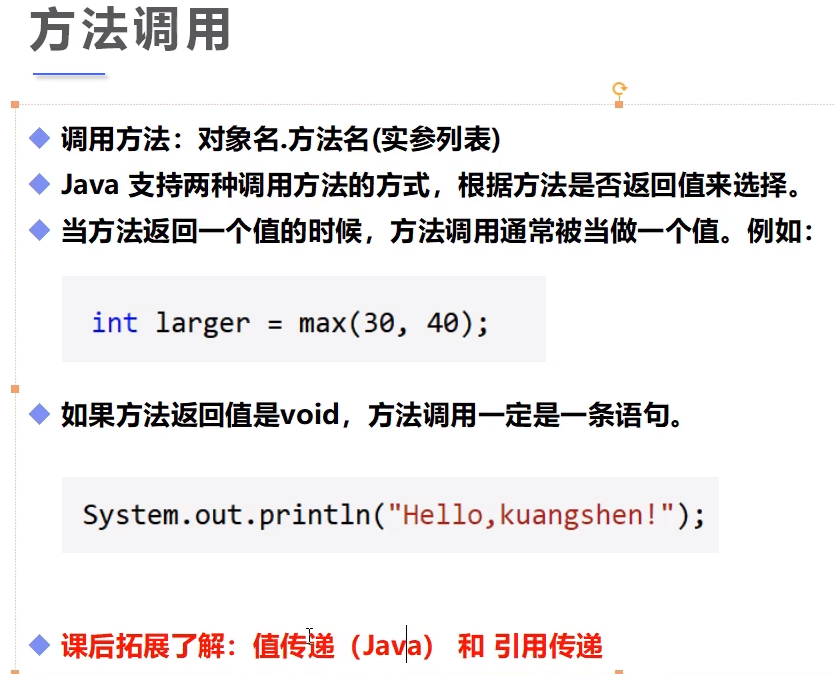 方法调用
调用方法：对象名.方法名(实参列表)
Java 支持两种调用方法的方式，根据方法是否返回值来选择。
当方法返回一个值的时候，方法调用通常被当做一个值。例如：
int larger = max(30, 40);
如果方法返回值是void，方法调用一定是一条语句。
System.out.println("Hello,kuangshen!");
课后拓展了解：值传递（Java） 和 引用传递